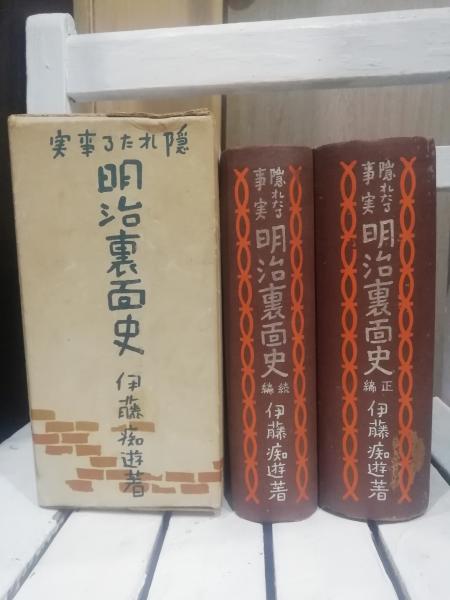 隠れたる事実
明治裏面史
伊藤痴遊著
隠れたる
事実
明治裏面史
続編
伊藤痴遊著
隠れたる
事実
明治裏面史
正編
伊藤痴遊著